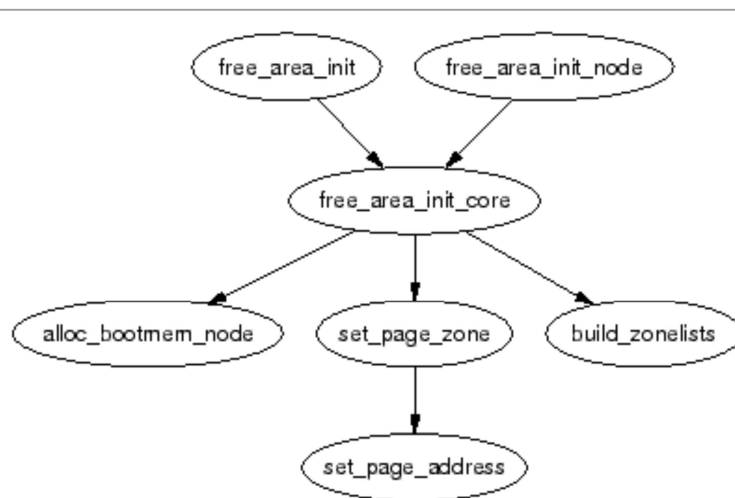 free_area_init
free_area_init_node
free_area_init_core
alloc_bootmem_node
set_page_zone
build_zonelists
set_page_address